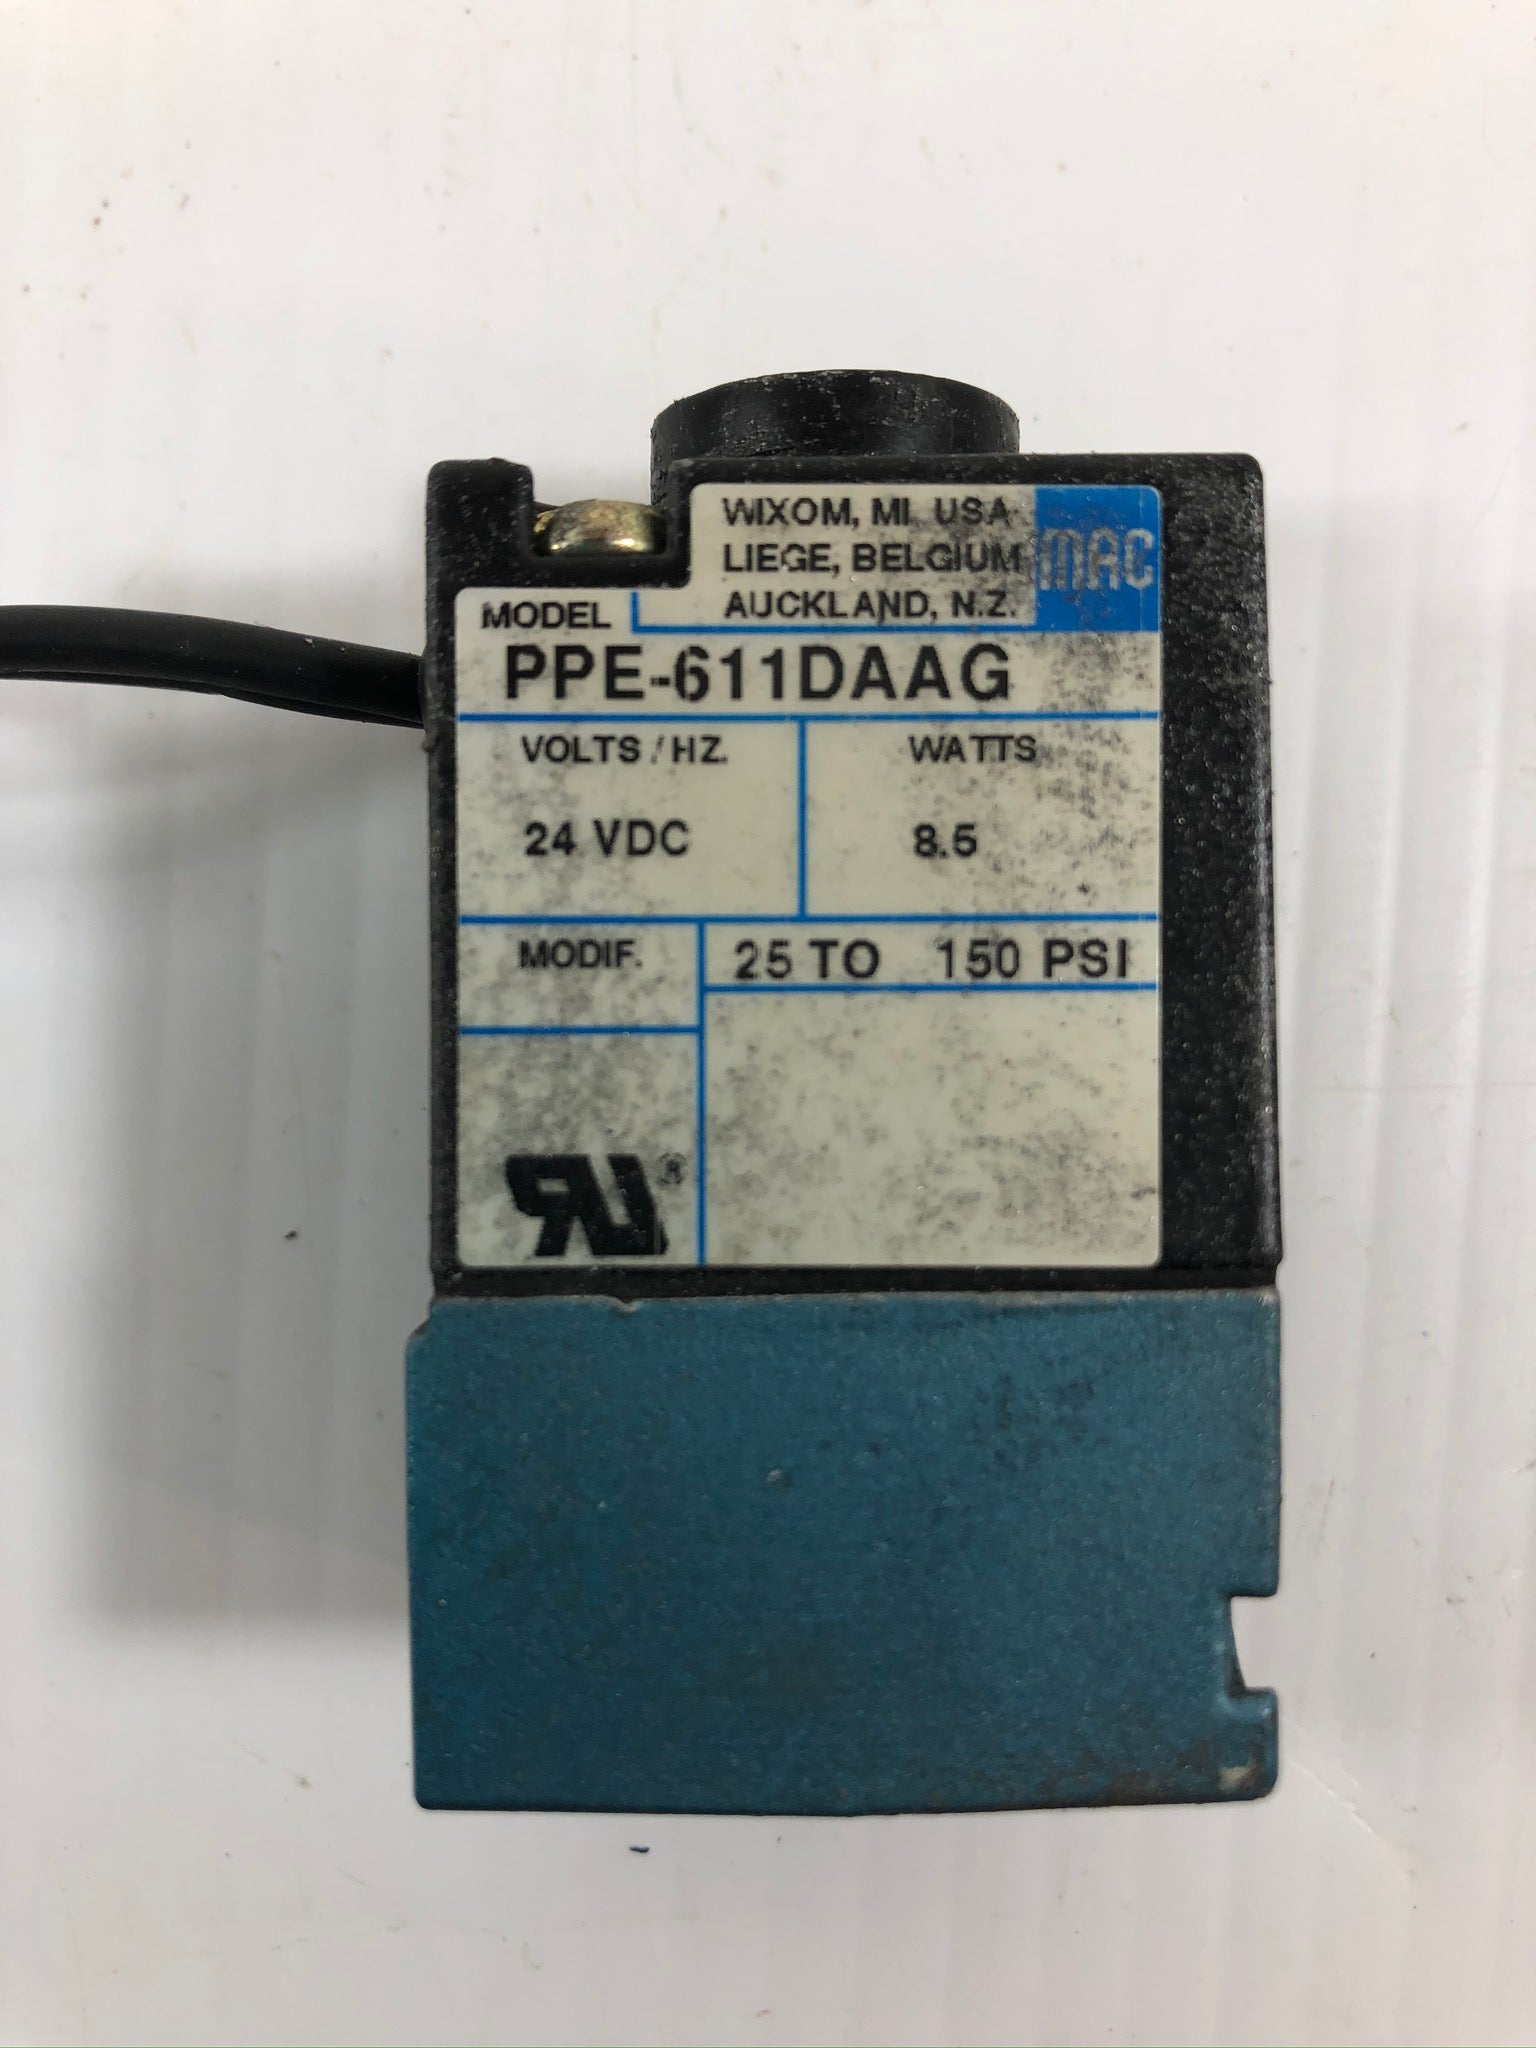 WIXOM, MI USA
LIEGE, BELGIUM
AUCKLAND, N.Z.
MAC
MODEL
PPE-611DAAG
VOLTS / HZ.
WATTS
24 VDC
8.5
MODIF.
25 TO 150 PSI
RU®